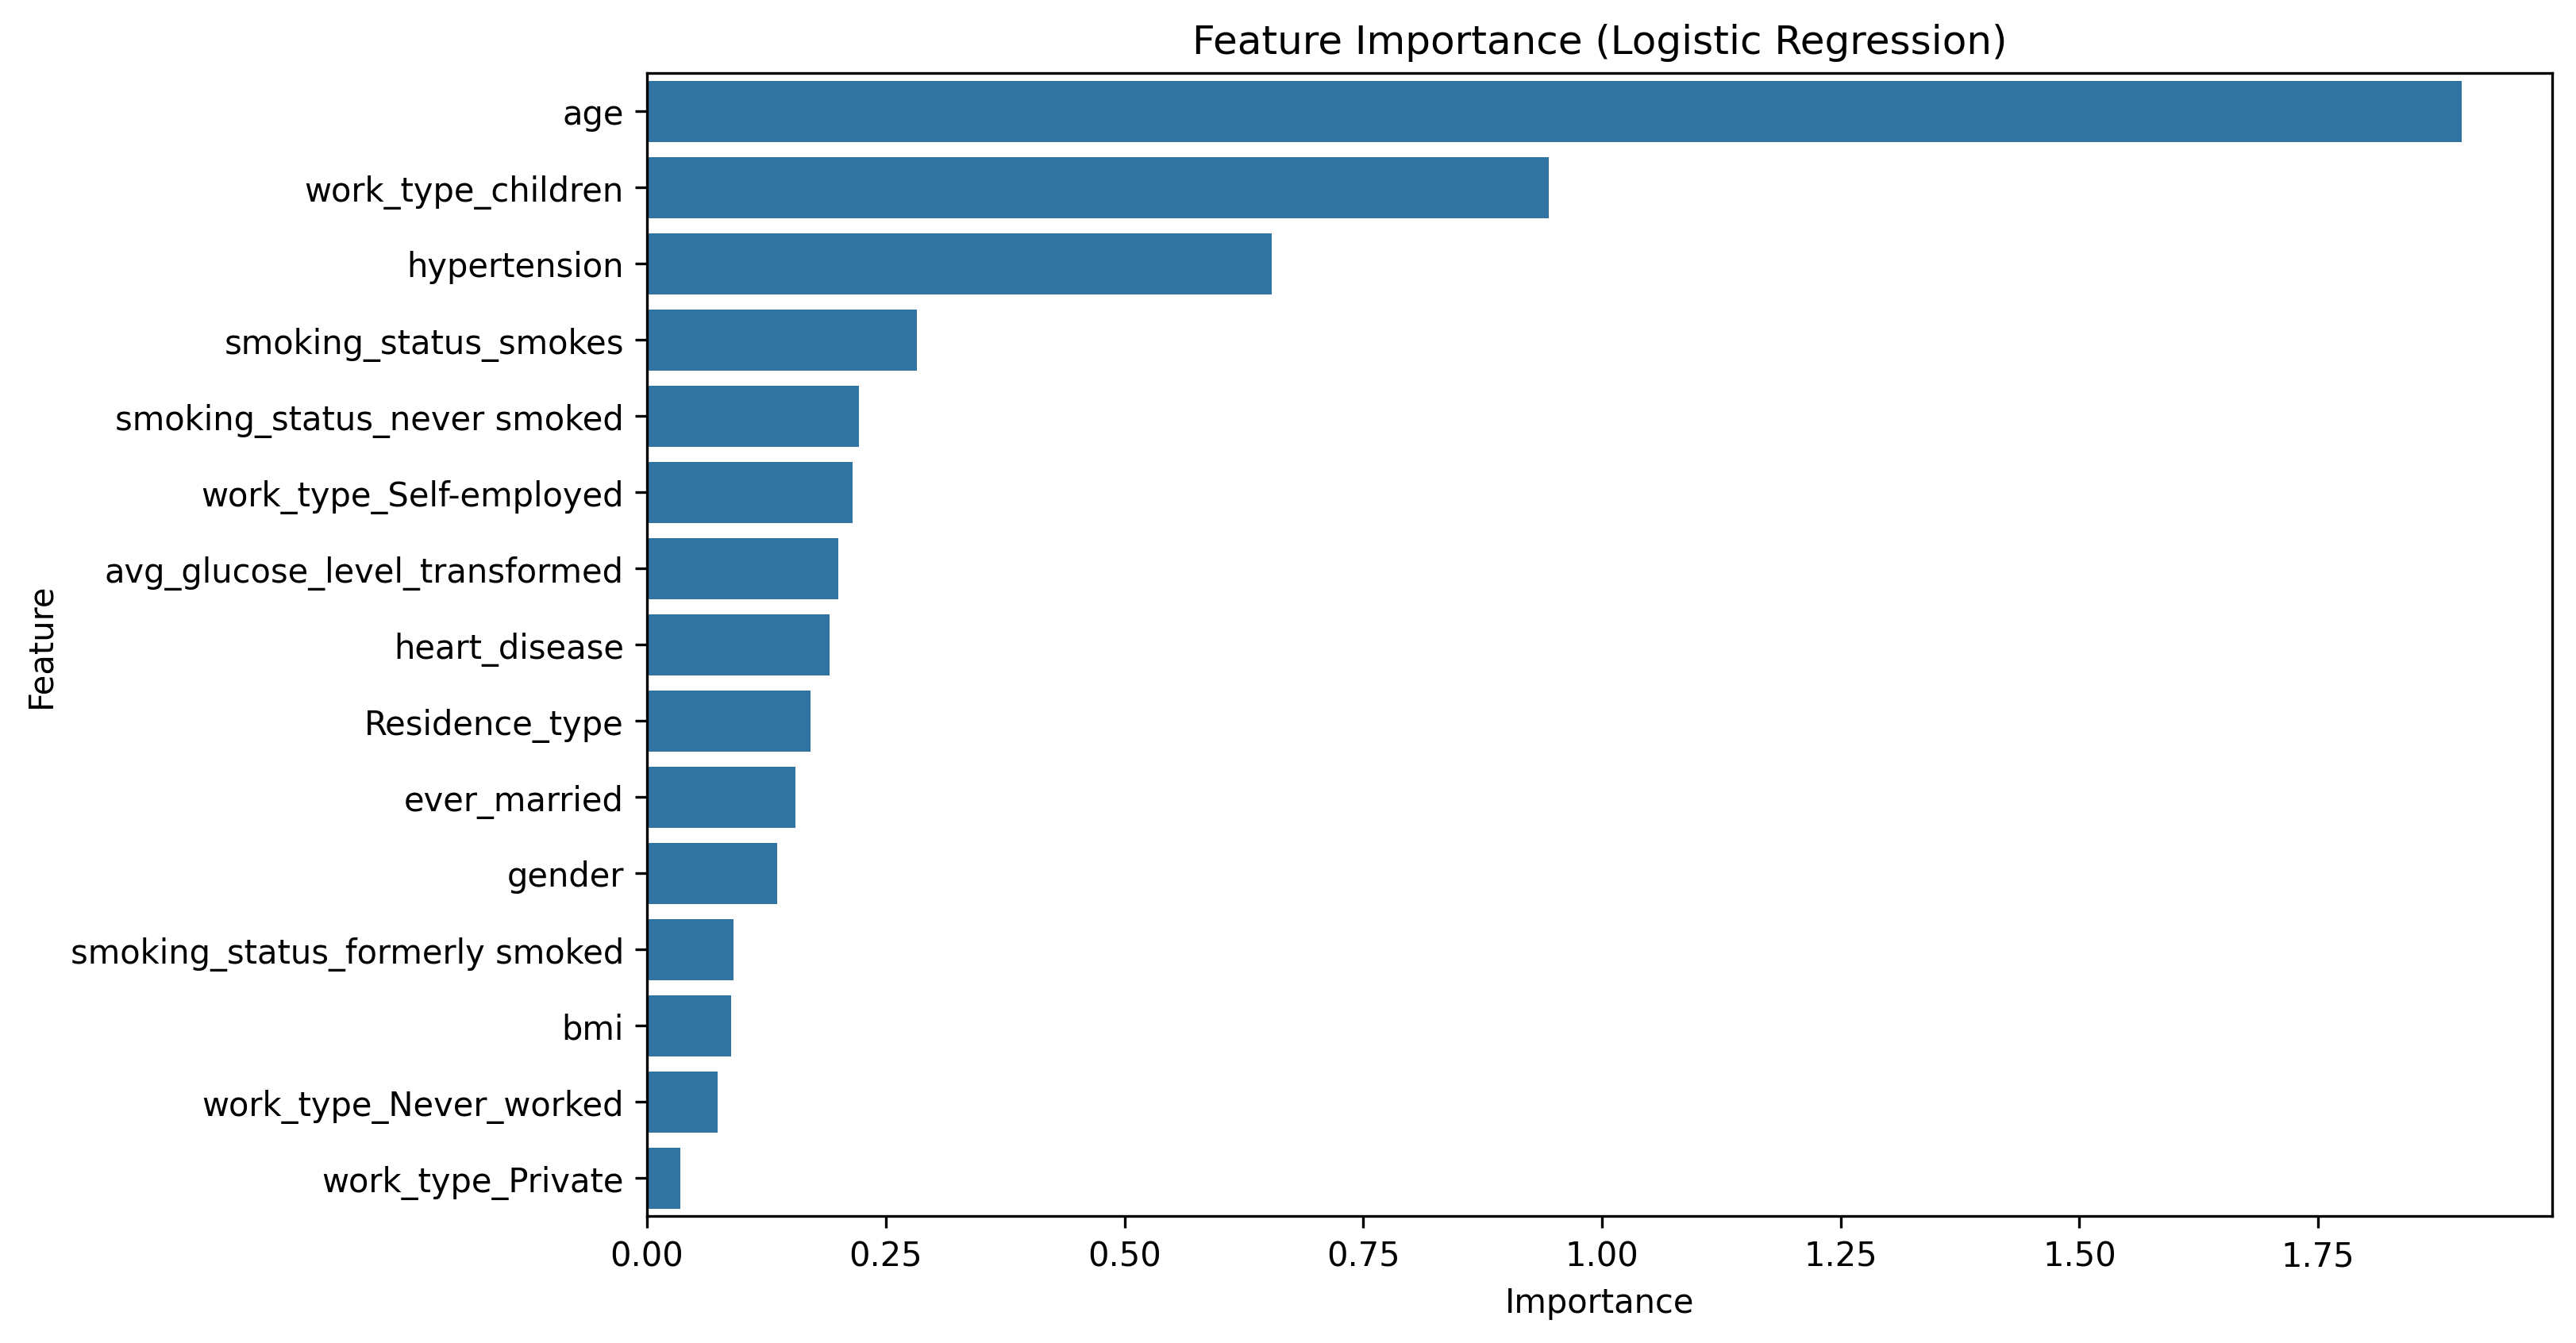 Feature Importance (Logistic Regression)
age
work_type_children
hypertension
smoking_status_smokes
smoking_status_never smoked
work_type_Self-employed
avg_glucose_level_transformed
heart_disease
Residence_type
ever_married
gender
smoking_status_formerly smoked
bmi
work_type_Never_worked
work_type_Private
Feature
0.00 0.25 0.50 0.75 1.00 1.25 1.50 1.75
Importance